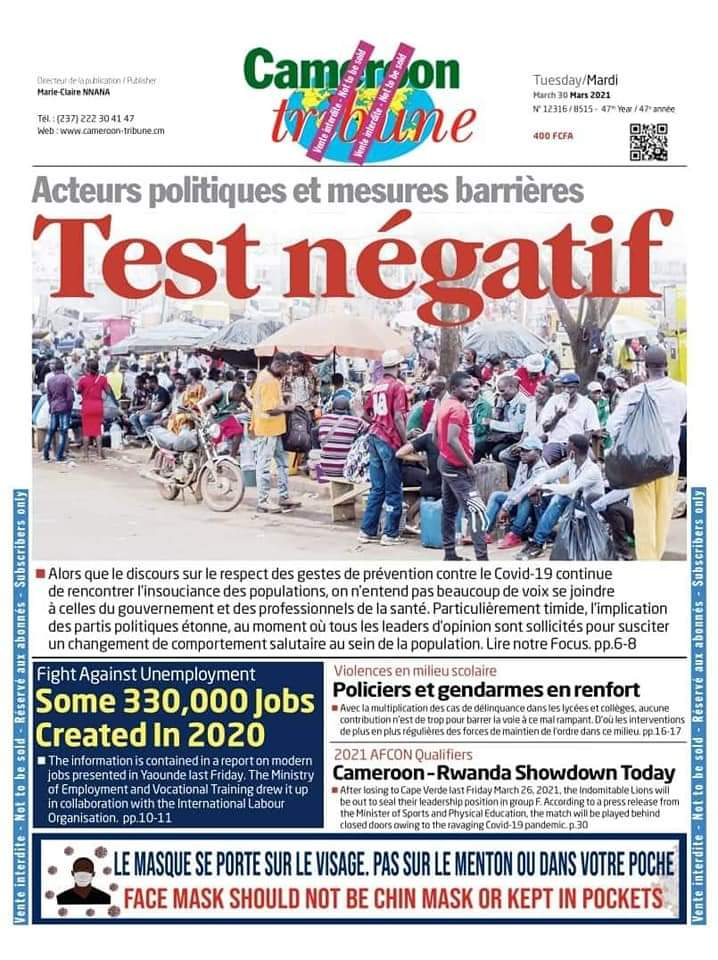 Directeur de la publication / Publisher
Marie-Claire NNANA
Tél. : (237) 222 30 41 47
Web : www.cameroon-tribune.cm
Cameroon
tribune
Vente interdite - Not to be sold
Vente interdite - Not to be sold
Tuesday/Mardi
March 30 Mars 2021
N° 12316 / 8515 - 47th Year / 47e année
400 FCFA
Acteurs politiques et mesures barrières
Test négatif
Alors que le discours sur le respect des gestes de prévention contre le Covid-19 continue
de rencontrer l'insouciance des populations, on n'entend pas beaucoup de voix se joindre
à celles du gouvernement et des professionnels de la santé. Particulièrement timide, l'implication
des partis politiques étonne, au moment où tous les leaders d'opinion sont sollicités pour susciter
un changement de comportement salutaire au sein de la population. Lire notre Focus. pp.6-8
Fight Against Unemployment
Some 330,000 Jobs
Created In 2020
The information is contained in a report on modern
jobs presented in Yaounde last Friday. The Ministry
of Employment and Vocational Training drew it up
in collaboration with the International Labour
Organisation. pp.10-11
Violences en milieu scolaire
Policiers et gendarmes en renfort
Avec la multiplication des cas de délinquance dans les lycées et collèges, aucune
contribution n'est de trop pour barrer la voie à ce mal rampant. D'où les interventions
de plus en plus régulières des forces de maintien de l'ordre dans ce milieu. pp.16-17
2021 AFCON Qualifiers
Cameroon - Rwanda Showdown Today
After losing to Cape Verde last Friday March 26, 2021, the Indomitable Lions will
be out to seal their leadership position in group F. According to a press release from
the Minister of Sports and Physical Education, the match will be played behind
closed doors owing to the ravaging Covid-19 pandemic. p.30
LE MASQUE SE PORTE SUR LE VISAGE. PAS SUR LE MENTON OU DANS VOTRE POCHE
FACE MASK SHOULD NOT BE CHIN MASK OR KEPT IN POCKETS
Vente interdite - Not to be sold - Réservé aux abonnés - Subscribers only
Vente interdite - Not to be sold - Réservé aux abonnés - Subscribers only